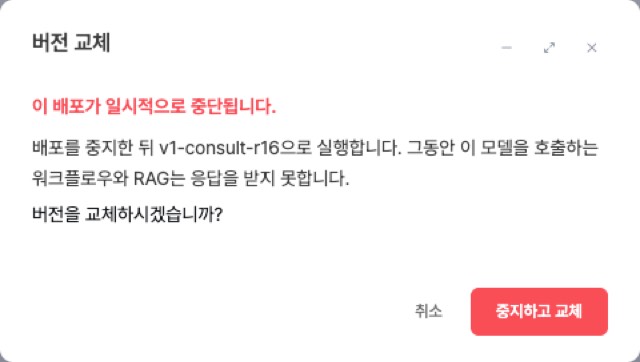 버전 교체
이 배포가 일시적으로 중단됩니다.
배포를 중지한 뒤 v1-consult-r16으로 실행합니다. 그동안 이 모델을 호출하는
워크플로우와 RAG는 응답을 받지 못합니다.
버전을 교체하시겠습니까?
취소
중지하고 교체